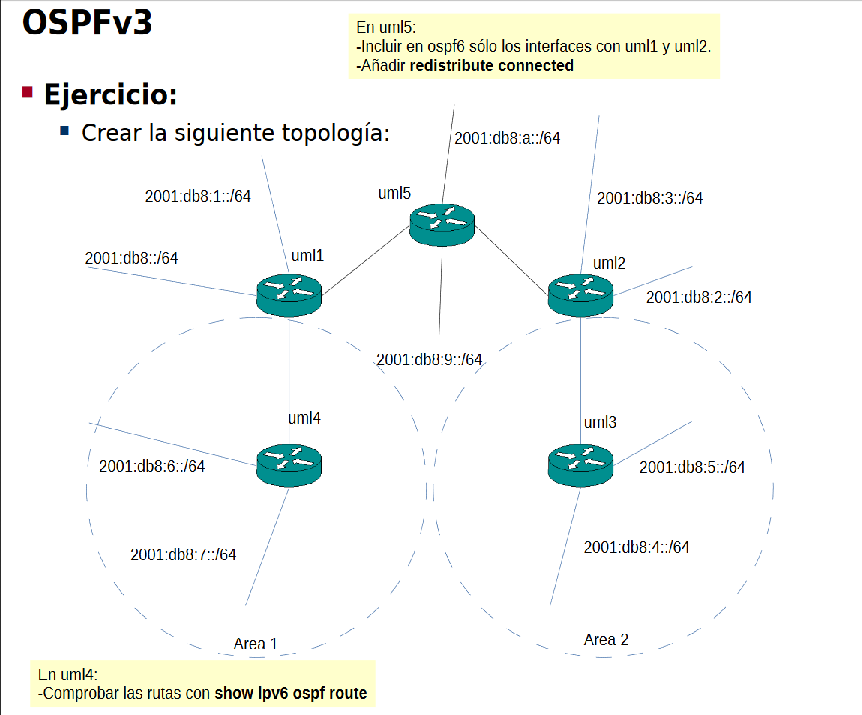 OSPFv3
En uml5:
-Incluir en ospf6 sólo los interfaces con uml1 y uml2.
-Añadir redistribute connected
Ejercicio:
Crear la siguiente topología:
2001:db8:a::/64
2001:db8:1::/64
uml5
2001:db8:3::/64
2001:db8::/64
uml1
uml2
2001:db8:2::/64
2001:db8:9::/64
uml4
uml3
2001:db8:6::/64
2001:db8:5::/64
2001:db8:7::/64
2001:db8:4::/64
Area 1
Area 2
En uml4:
-Comprobar las rutas con show Ipv6 ospf route